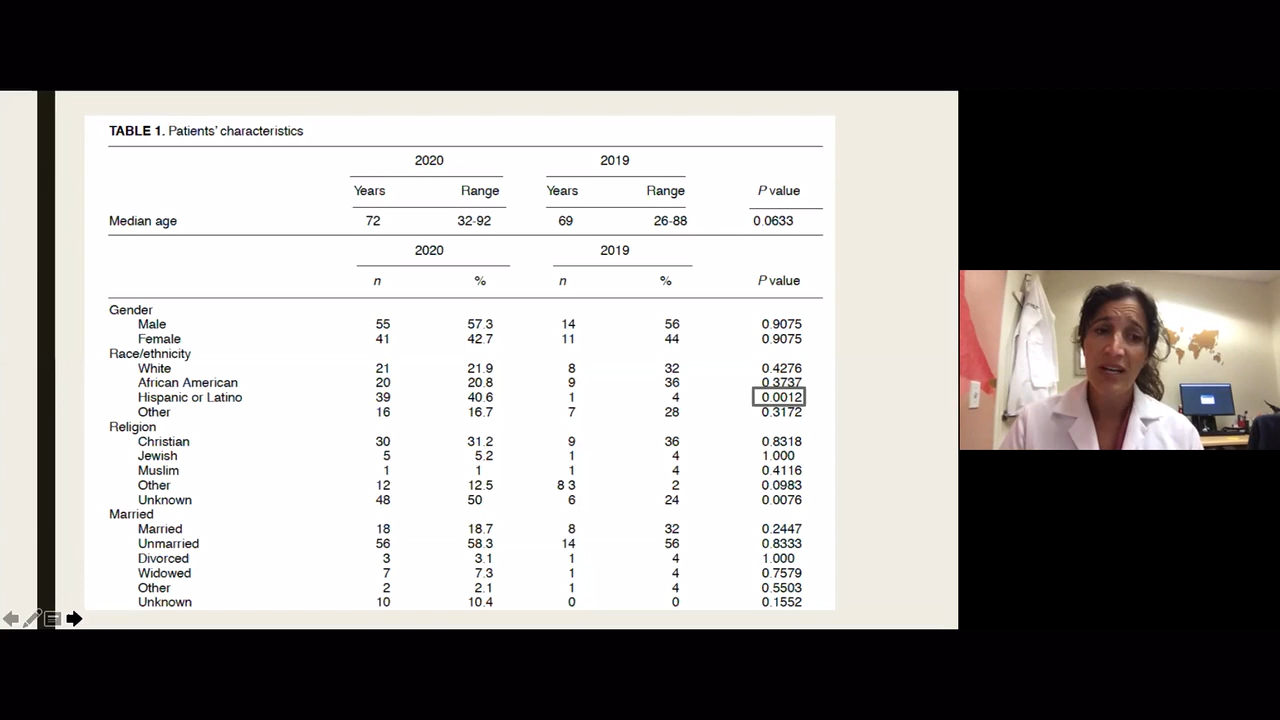 TABLE 1. Patients' characteristics
2020 2019
Years Range Years Range P value
Median age 72 32-92 69 26-88 0.0633
2020 2019
n % n % P value
Gender
Male 55 57.3 14 56 0.9075
Female 41 42.7 11 44 0.9075
Race/ethnicity
White 21 21.9 8 32 0.4276
African American 20 20.8 9 36 0.3737
Hispanic or Latino 39 40.6 1 4 0.0012
Other 16 16.7 7 28 0.3172
Religion
Christian 30 31.2 9 36 0.8318
Jewish 5 5.2 1 4 1.000
Muslim 1 1 1 4 0.4116
Other 12 12.5 8 3 2 0.0983
Unknown 48 50 6 24 0.0076
Married
Married 18 18.7 8 32 0.2447
Unmarried 56 58.3 14 56 0.8333
Divorced 3 3.1 1 4 1.000
Widowed 7 7.3 1 4 0.7579
Other 2 2.1 1 4 0.5503
Unknown 10 10.4 0 0 0.1552